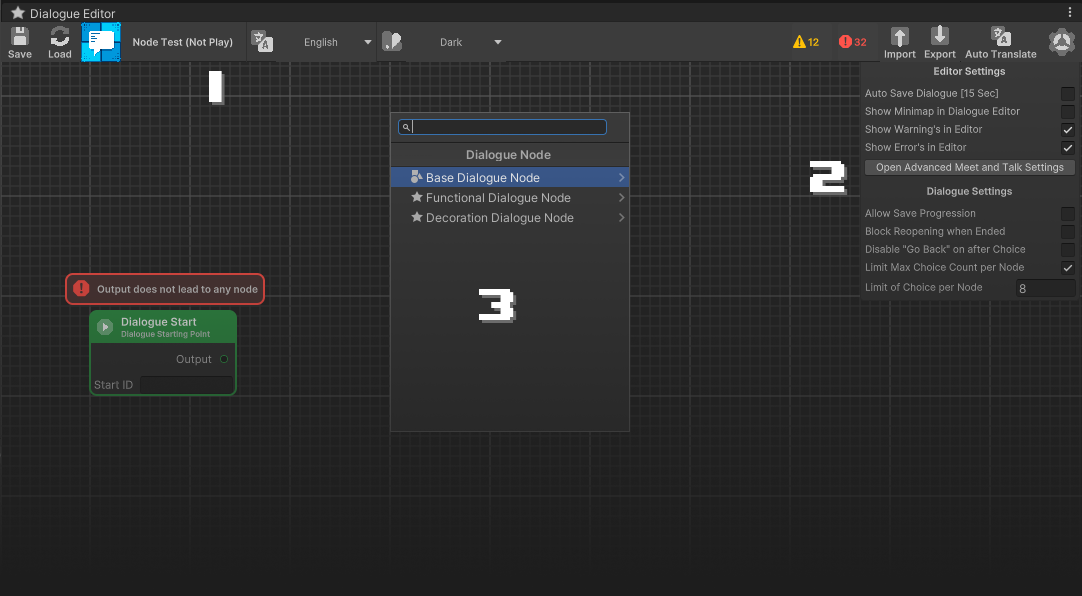 Dialogue Editor
Save
Load
Node Test (Not Play)
English
Dark
12
32
Import
Export
Auto Translate
1
Editor Settings
Auto Save Dialogue [15 Sec]
Show Minimap in Dialogue Editor
Show Warning's in Editor
Show Error's in Editor
Open Advanced Meet and Talk Settings
Dialogue Settings
Allow Save Progression
Block Reopening when Ended
Disable "Go Back" on after Choice
Limit Max Choice Count per Node
Limit of Choice per Node 8
2
Dialogue Node
Base Dialogue Node
Functional Dialogue Node
Decoration Dialogue Node
3
Output does not lead to any node
Dialogue Start
Dialogue Starting Point
Output
Start ID